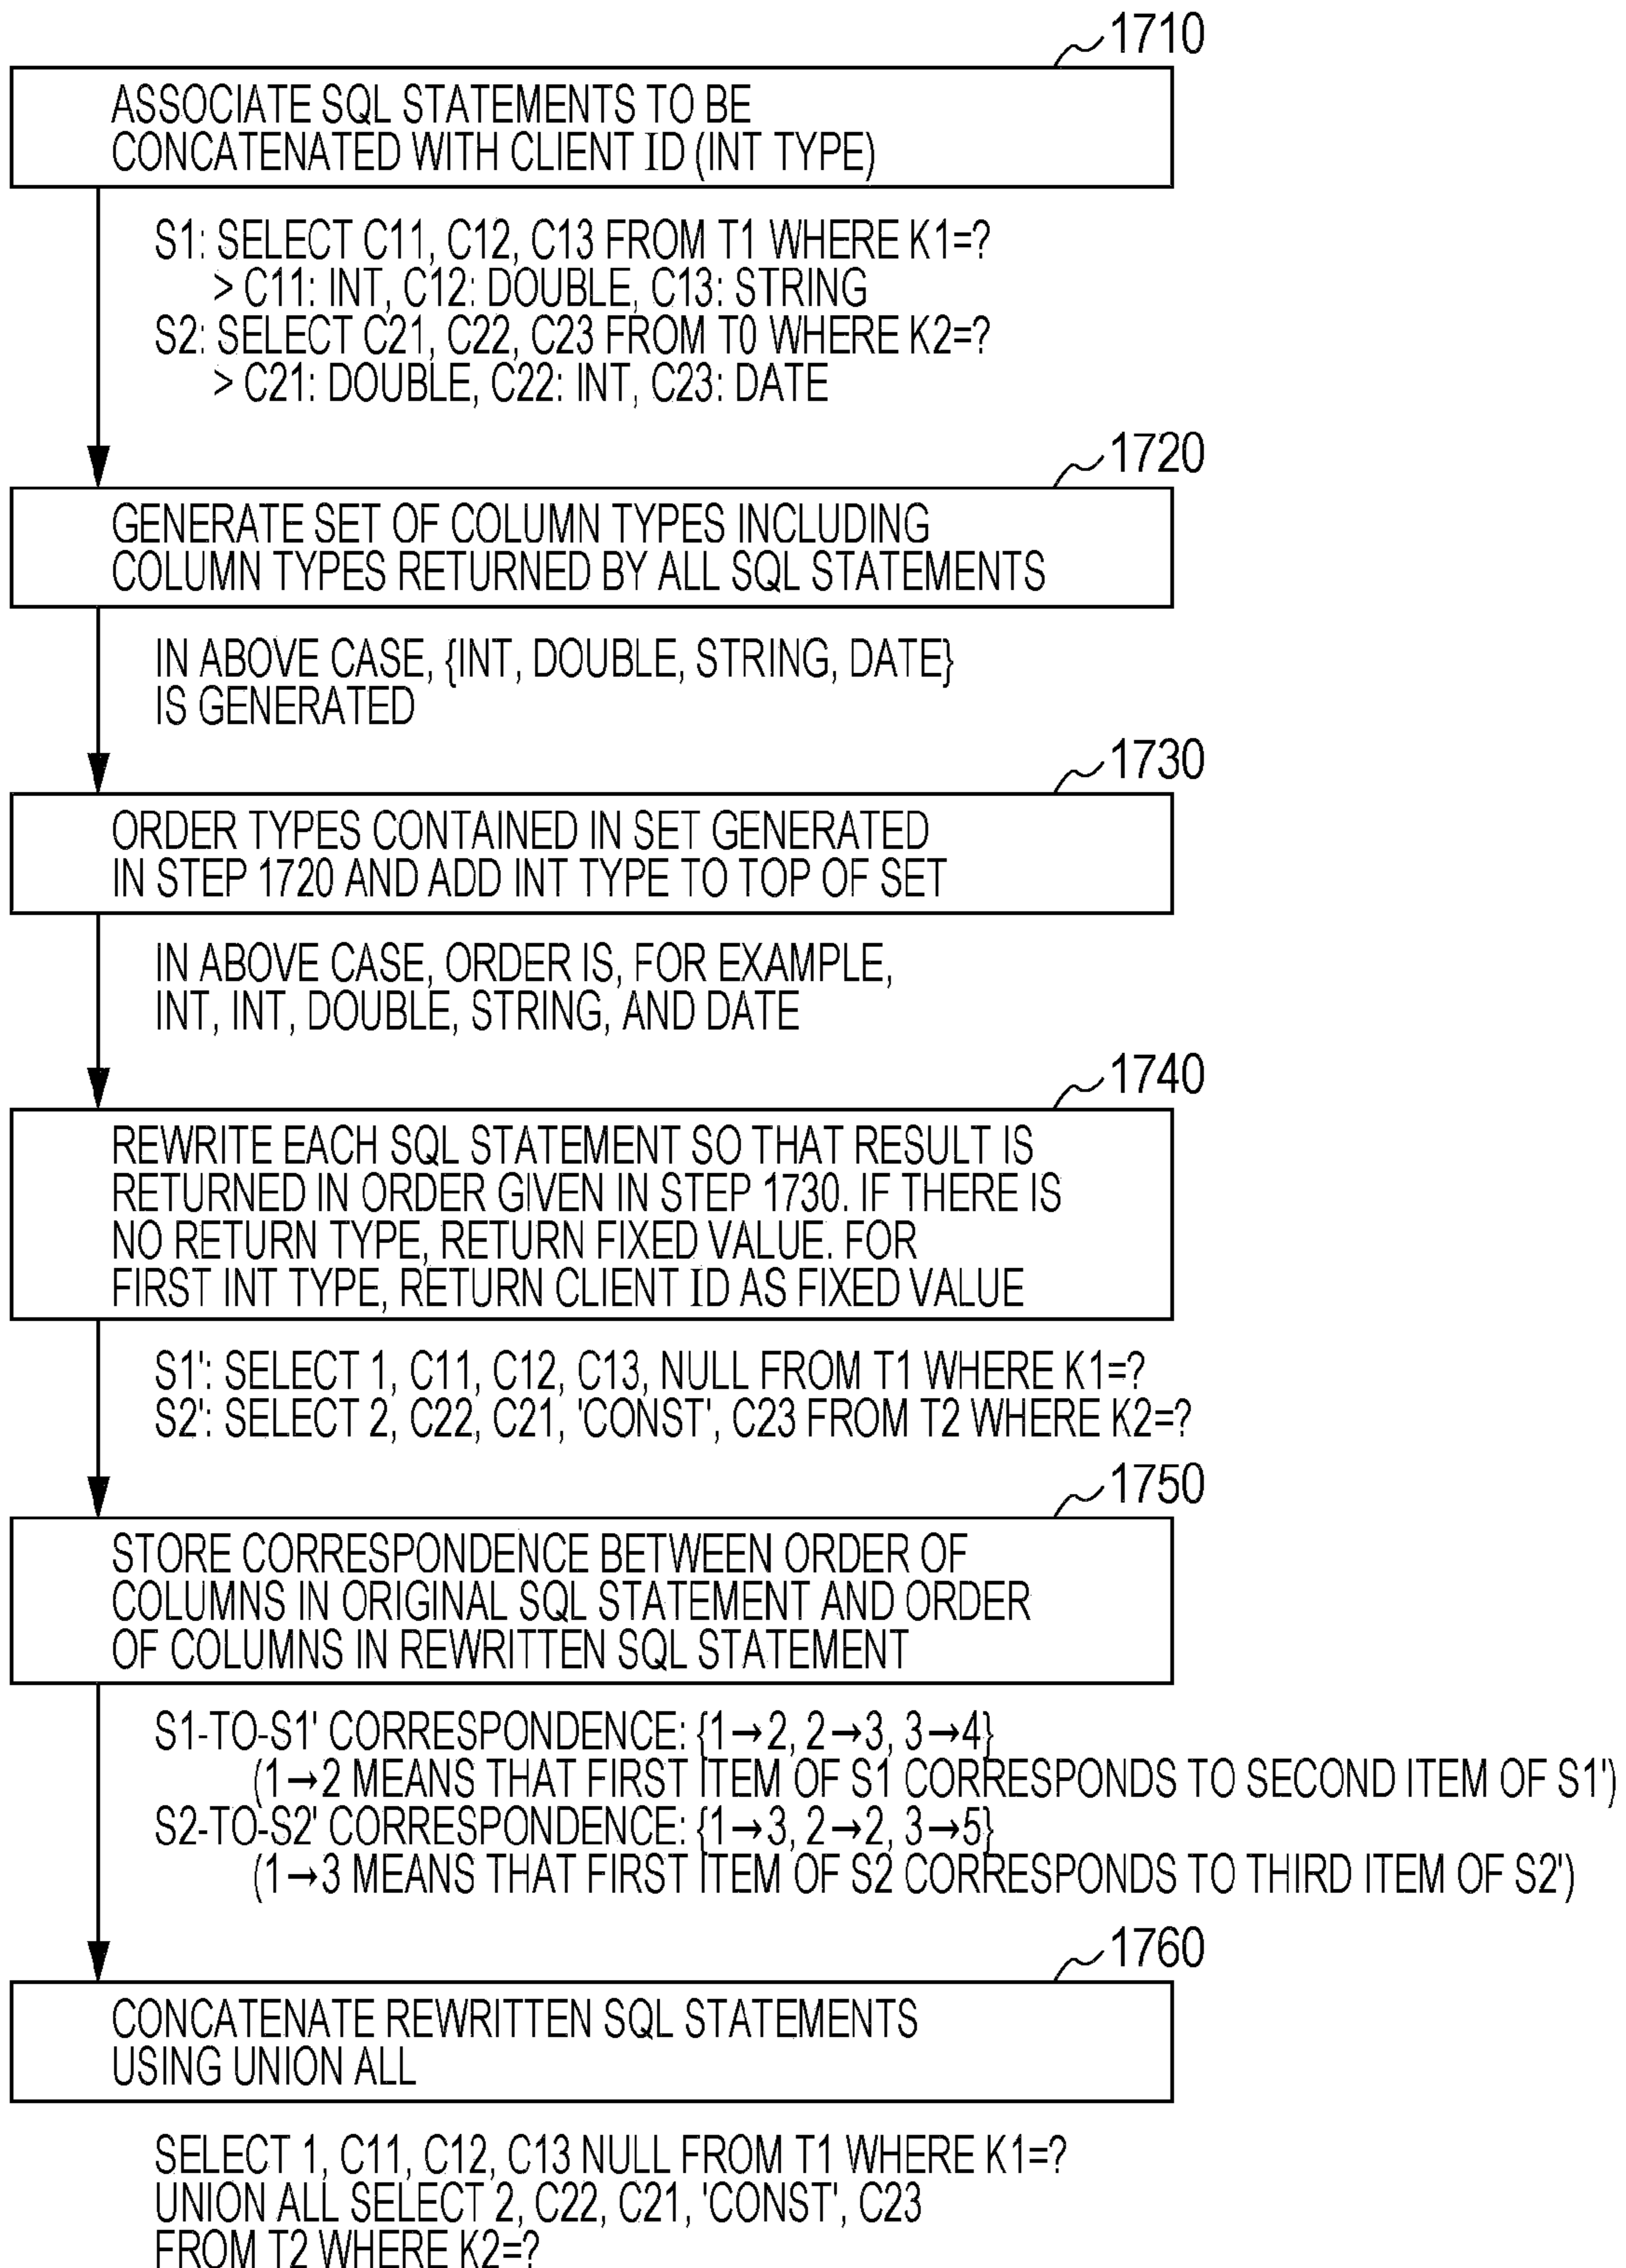 1710
ASSOCIATE SQL STATEMENTS TO BE
CONCATENATED WITH CLIENT ID (INT TYPE)
S1: SELECT C11, C12, C13 FROM T1 WHERE K1=?
> C11: INT, C12: DOUBLE, C13: STRING
S2: SELECT C21, C22, C23 FROM T0 WHERE K2=?
> C21: DOUBLE, C22: INT, C23: DATE
1720
GENERATE SET OF COLUMN TYPES INCLUDING
COLUMN TYPES RETURNED BY ALL SQL STATEMENTS
IN ABOVE CASE, {INT, DOUBLE, STRING, DATE}
IS GENERATED
1730
ORDER TYPES CONTAINED IN SET GENERATED
IN STEP 1720 AND ADD INT TYPE TO TOP OF SET
IN ABOVE CASE, ORDER IS, FOR EXAMPLE,
INT, INT, DOUBLE, STRING, AND DATE
1740
REWRITE EACH SQL STATEMENT SO THAT RESULT IS
RETURNED IN ORDER GIVEN IN STEP 1730. IF THERE IS
NO RETURN TYPE, RETURN FIXED VALUE. FOR
FIRST INT TYPE, RETURN CLIENT ID AS FIXED VALUE
S1': SELECT 1, C11, C12, C13, NULL FROM T1 WHERE K1=?
S2': SELECT 2, C22, C21, 'CONST', C23 FROM T2 WHERE K2=?
1750
STORE CORRESPONDENCE BETWEEN ORDER OF
COLUMNS IN ORIGINAL SQL STATEMENT AND ORDER
OF COLUMNS IN REWRITTEN SQL STATEMENT
S1-TO-S1' CORRESPONDENCE: {1→2, 2→3, 3→4}
(1→2 MEANS THAT FIRST ITEM OF S1 CORRESPONDS TO SECOND ITEM OF S1')
S2-TO-S2' CORRESPONDENCE: {1→3, 2→2, 3→5}
(1→3 MEANS THAT FIRST ITEM OF S2 CORRESPONDS TO THIRD ITEM OF S2')
1760
CONCATENATE REWRITTEN SQL STATEMENTS
USING UNION ALL
SELECT 1, C11, C12, C13 NULL FROM T1 WHERE K1=?
UNION ALL SELECT 2, C22, C21, 'CONST', C23
FROM T2 WHERE K2=?